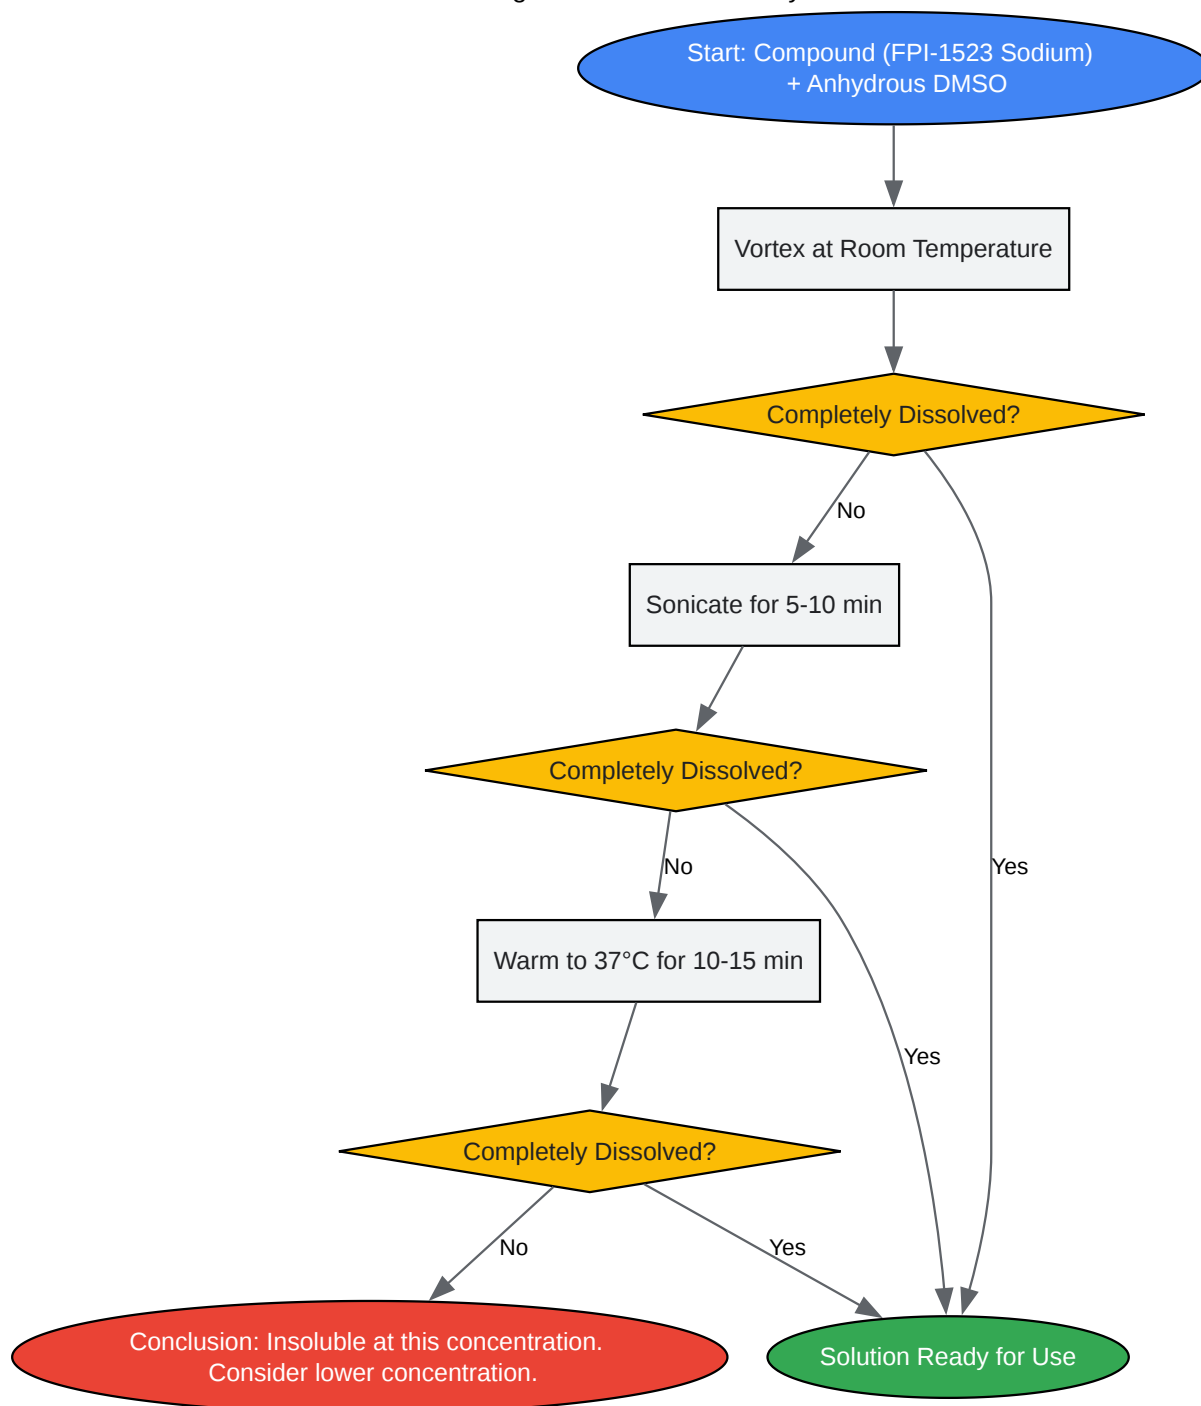 Start: Compound (FPI-1523 Sodium)
+ Anhydrous DMSO
Vortex at Room Temperature
Completely Dissolved?
No
Sonicate for 5-10 min
Completely Dissolved?
No
Yes
Warm to 37°C for 10-15 min
Yes
Completely Dissolved?
No
Yes
Conclusion: Insoluble at this concentration.
Consider lower concentration.
Solution Ready for Use